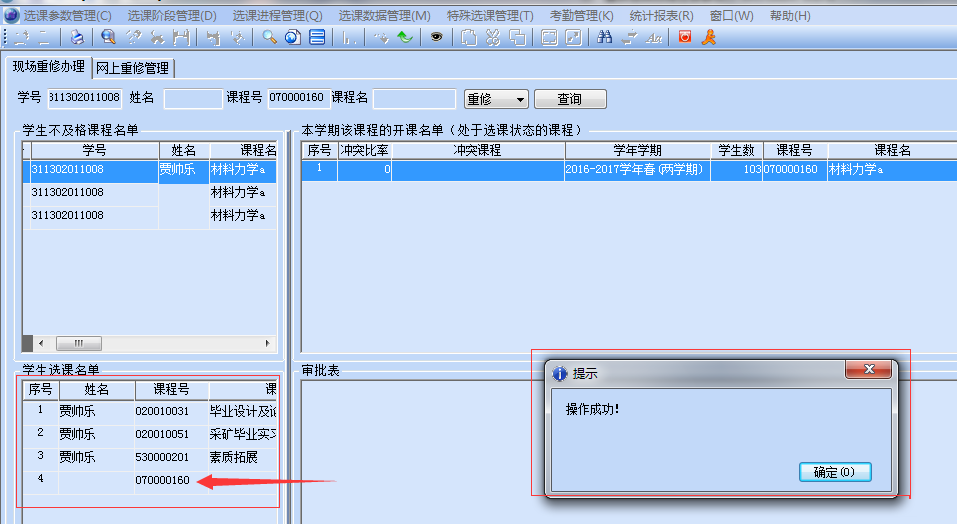 选课参数管理(C) 选课阶段管理(D) 选课进程管理(Q) 选课数据管理(M) 特殊选课管理(T) 考勤管理(K) 统计报表(R) 窗口(W) 帮助(H)
现场重修办理 网上重修管理
学号 311302011008 姓名 课程号 070000160 课程名 重修 查询
学生不及格课程名单
学号 姓名 课程名
311302011008 贾帅乐 材料力学a
311302011008 材料力学a
311302011008 材料力学a
本学期该课程的开课名单（处于选课状态的课程）
序号 冲突比率 冲突课程 学年学期 学生数 课程号 课程名
1 0 2016-2017学年春(两学期) 103 070000160 材料力学a
学生选课名单
序号 姓名 课程号 课
1 贾帅乐 020010031 毕业设计及论
2 贾帅乐 020010051 采矿毕业实习
3 贾帅乐 530000201 素质拓展
4 070000160
审批表
提示
操作成功!
确定(O)